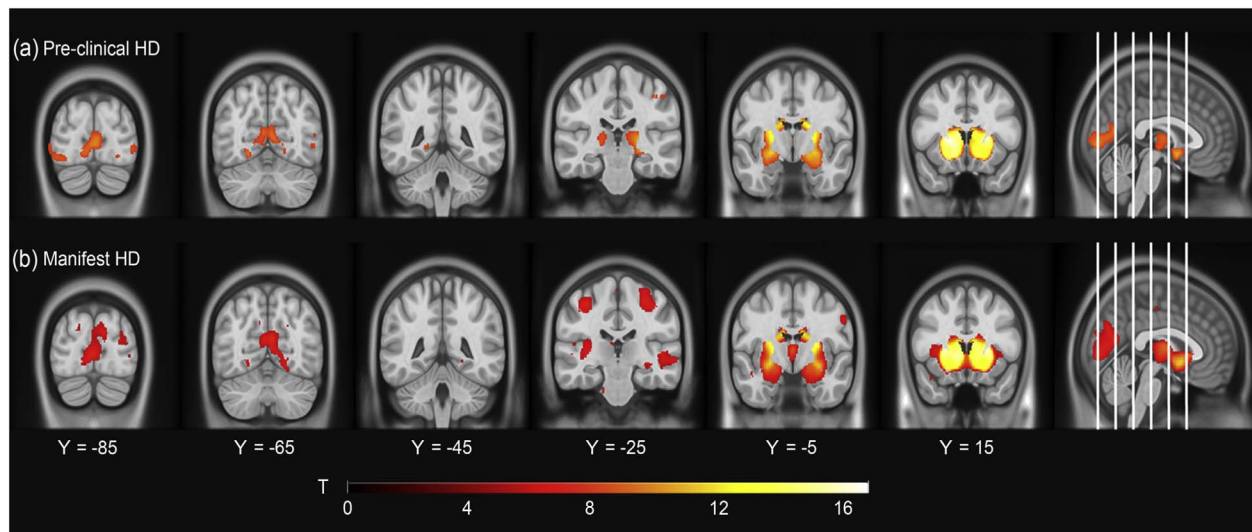 (a) Pre-clinical HD
(b) Manifest HD
Y = -85 Y = -65 Y = -45 Y = -25 Y = -5 Y = 15
T
0 4 8 12 16